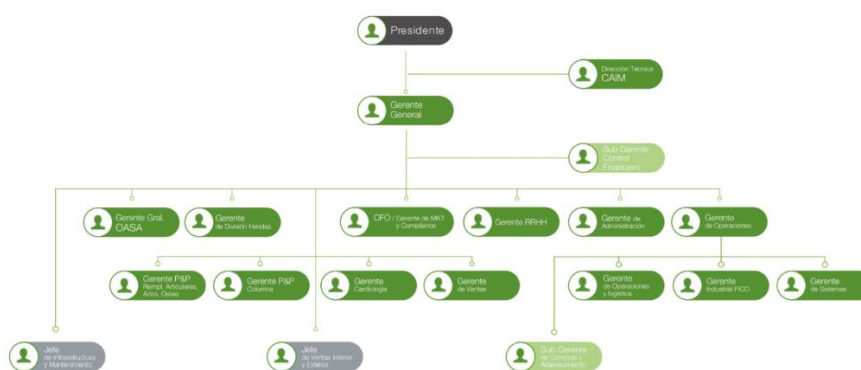 Presidente
Dirección Técnica
CAIM
Gerente
General
Sub Gerente
Control
Financiero
Gerente Gral.
OASA
Gerente
de División Heridas
CFO / Gerente de MKT
y Compliance
Gerente RRHH
Gerente de
Administración
Gerente
de Operaciones
Gerente P&P
Rempl. Articulares,
Artro, Osteo
Gerente P&P
Columna
Gerente
Cardiología
Gerente
de Ventas
Gerente
de Operaciones
y logística
Gerente
Industrial FICO
Gerente
de Sistemas
Jefe
de Infraestructura
y Mantenimiento
Jefe
de Ventas Interior
y Exterior
Sub Gerente
de Compras y
Abastecimiento